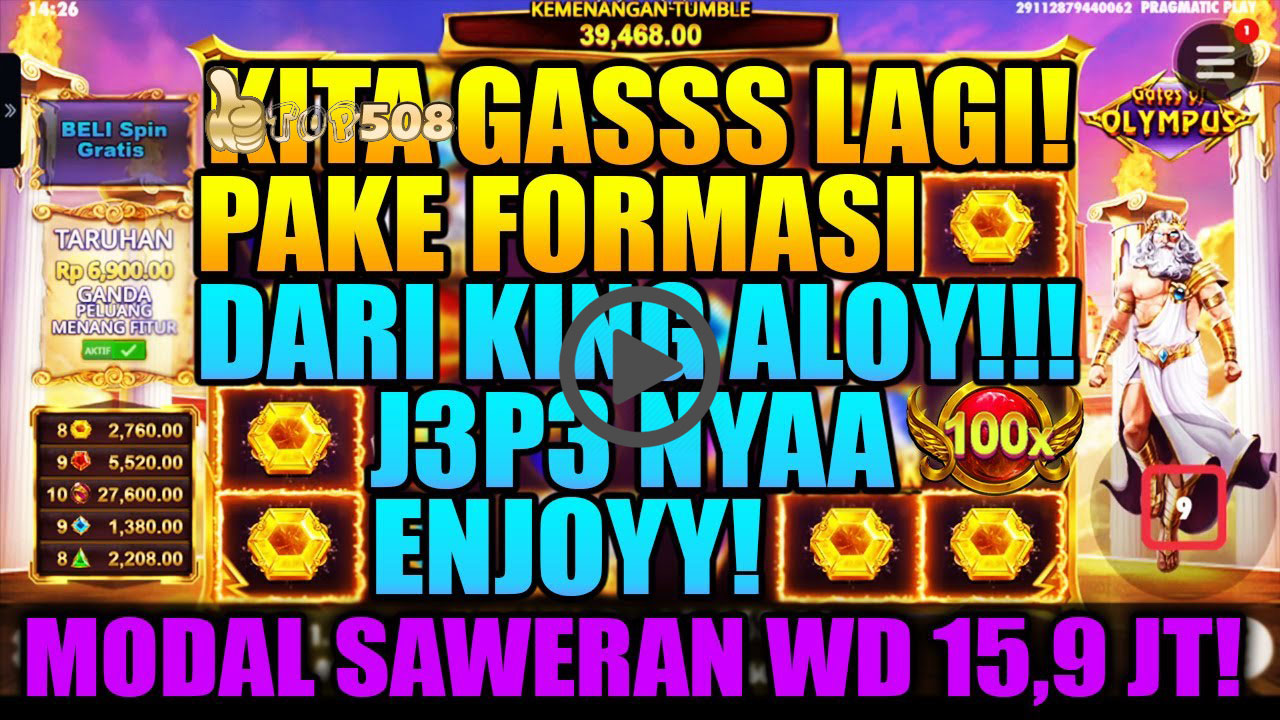 14:26
KEMENANGAN TUMBLE
39,468.00
29112879440062 PRAGMATIC PLAY
1
KITA GASSS LAGI!
TOP508
Gates of
OLYMPUS
BELI Spin
Gratis
PAKE FORMASI
TARUHAN
Rp 6,900.00
GANDA
PELUANG
MENANG FITUR
AKTIF
DARI KING ALOY!!!
J3P3 NYAA
100x
8 2,760.00
9 5,520.00
10 27,600.00
9 1,380.00
8 2,208.00
9
ENJOYY!
MODAL SAWERAN WD 15,9 JT!